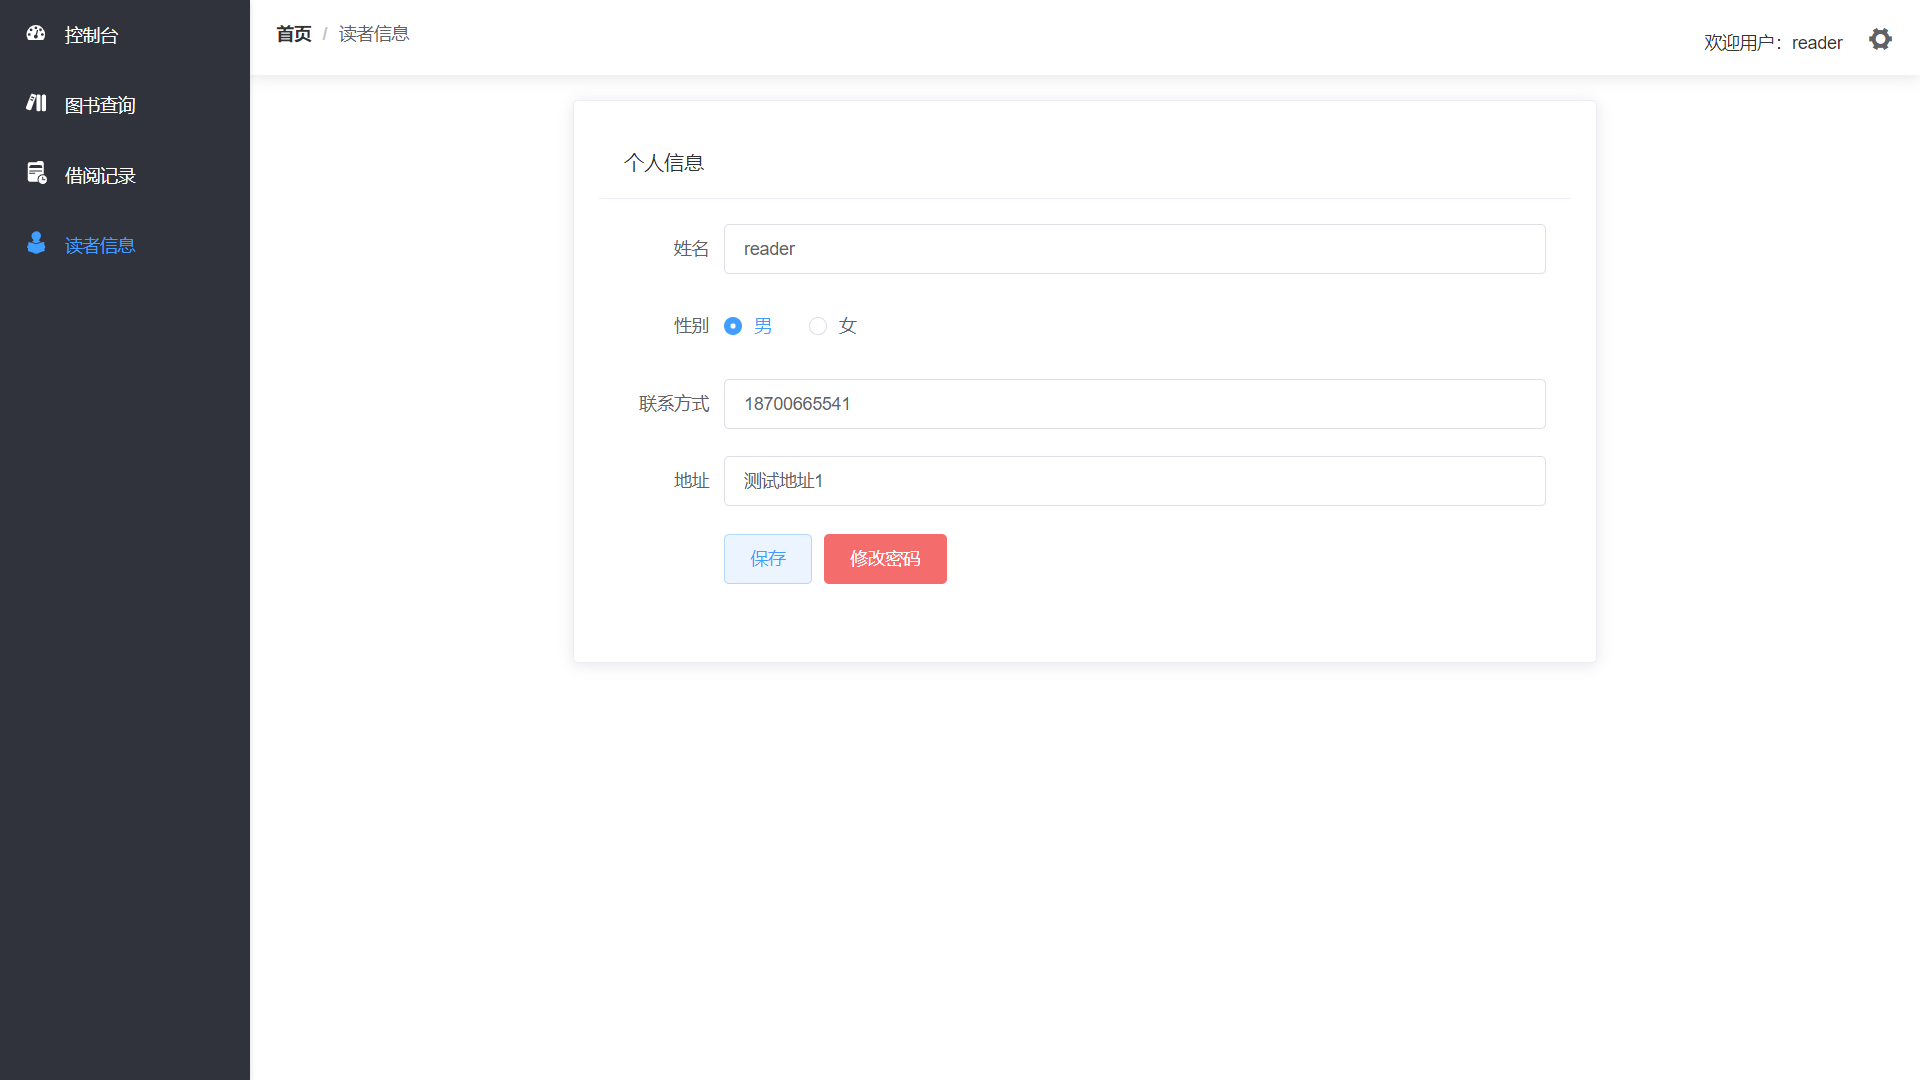 控制台
图书查询
借阅记录
读者信息
首页 / 读者信息
欢迎用户：reader
个人信息
姓名 reader
性别 男 女
联系方式 18700665541
地址 测试地址1
保存 修改密码